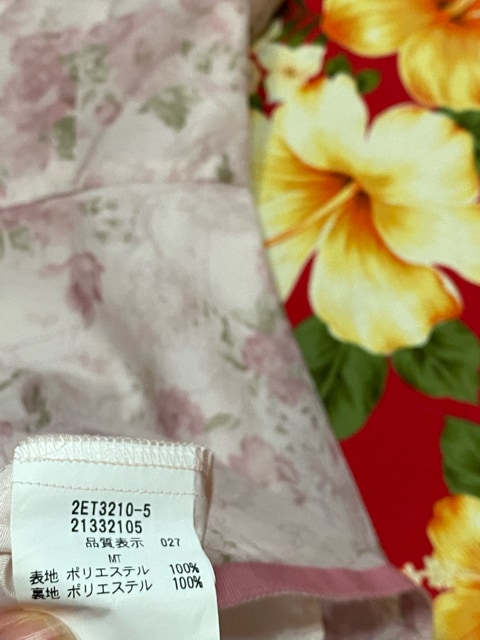 2ET3210-5
21332105
品質表示 027
MT
表地 ポリエステル 100%
裏地 ポリエステル 100%